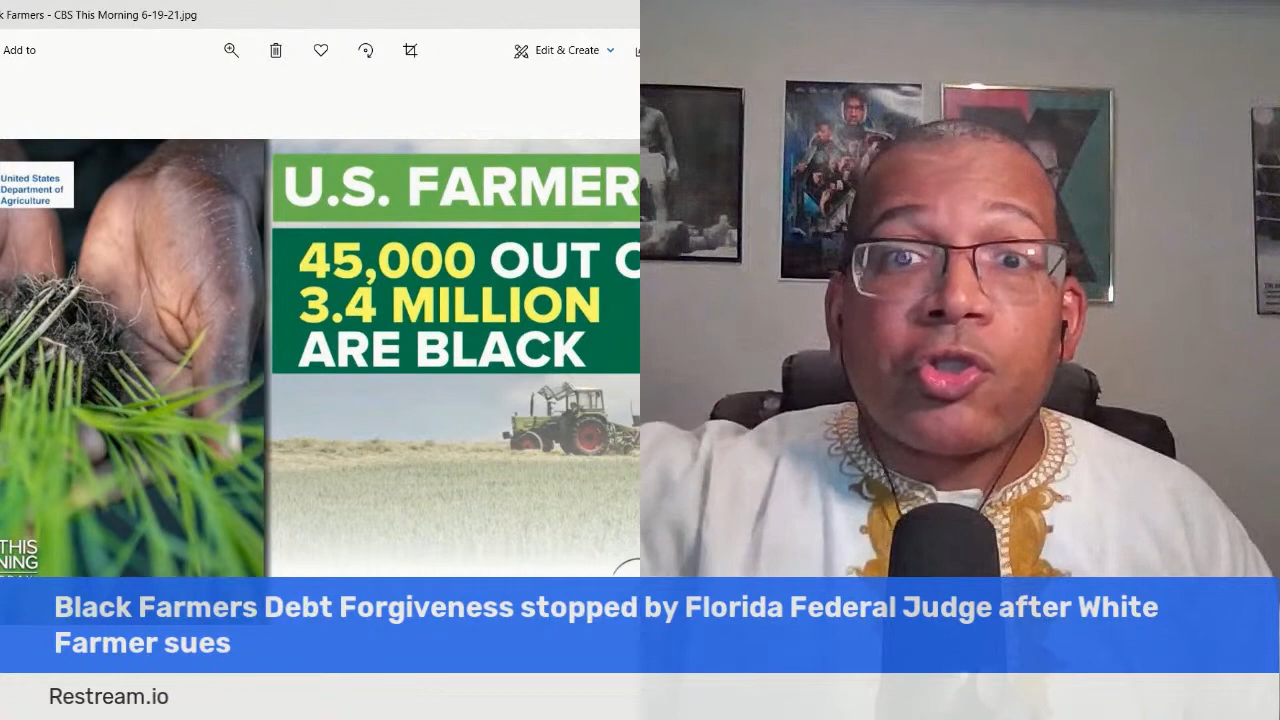 k Farmers - CBS This Morning 6-19-21.jpg
Add to
Edit & Create
United States
Department of
Agriculture
U.S. FARMER
45,000 OUT O
3.4 MILLION
ARE BLACK
THIS
NING
Black Farmers Debt Forgiveness stopped by Florida Federal Judge after White
Farmer sues
Restream.io